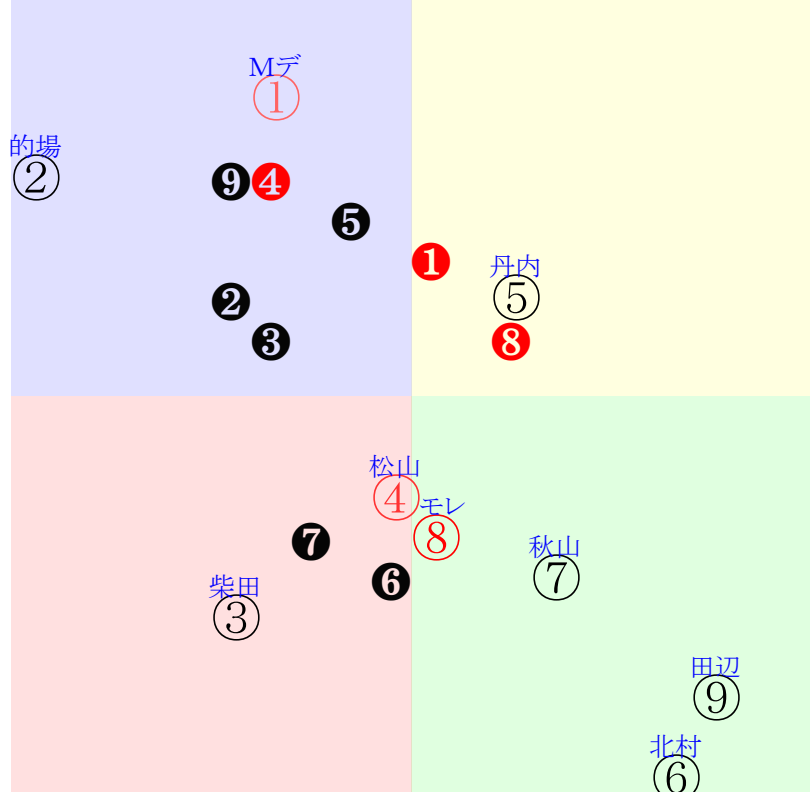 Mデ
①
的場
②
❾❹
❺
❶
丹内
⑤
❷
❸
❽
松山
④
モレ
⑧
❼
秋山
⑦
❻
柴田
③
田辺
⑨
北村
⑥